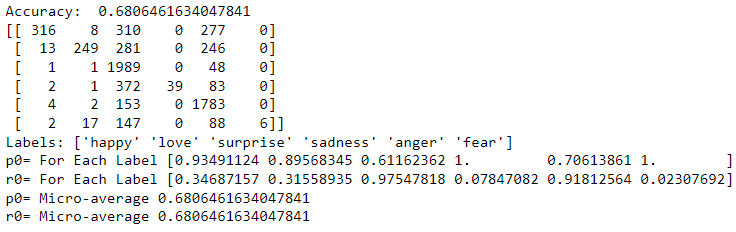 Accuracy:  0.6806461634047841
[[ 316    8  310    0  277    0]
 [  13  249  281    0  246    0]
 [   1    1 1989    0   48    0]
 [   2    1  372   39   83    0]
 [   4    2  153    0 1783    0]
 [   2   17  147    0   88    6]]
Labels: ['happy' 'love' 'surprise' 'sadness' 'anger' 'fear']
p0= For Each Label [0.93491124 0.89568345 0.61162362 1.         0.70613861 1.        ]
r0= For Each Label [0.34687157 0.31558935 0.97547818 0.07847082 0.91812564 0.02307692]
p0= Micro-average 0.6806461634047841
r0= Micro-average 0.6806461634047841